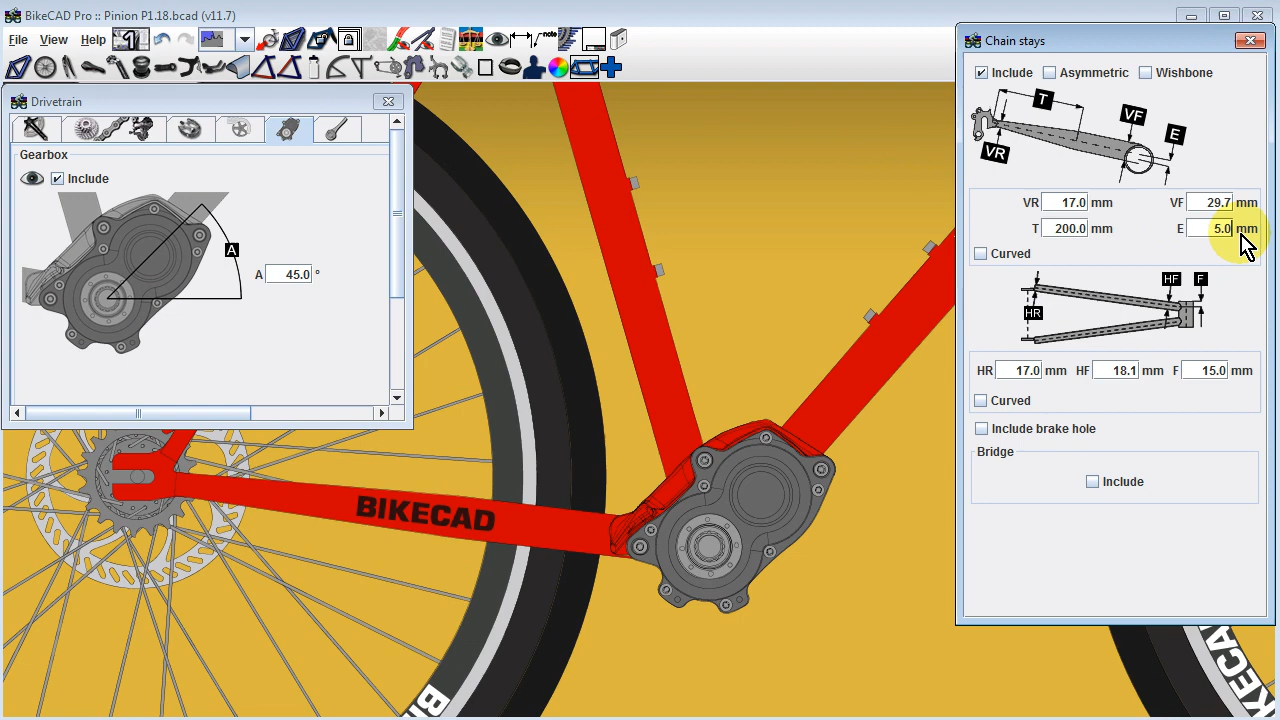 BikeCAD Pro :: Pinion P1.18.bcad (v11.7)
File View Help
note
Drivetrain
Gearbox
Include
A
A 45.0 °
BIKECAD
Chain stays
Include Asymmetric Wishbone
T
VF
E
VR
VR 17.0 mm VF 29.7 mm
T 200.0 mm E 5.0 mm
Curved
HF F
HR
HR 17.0 mm HF 18.1 mm F 15.0 mm
Curved
Include brake hole
Bridge
Include